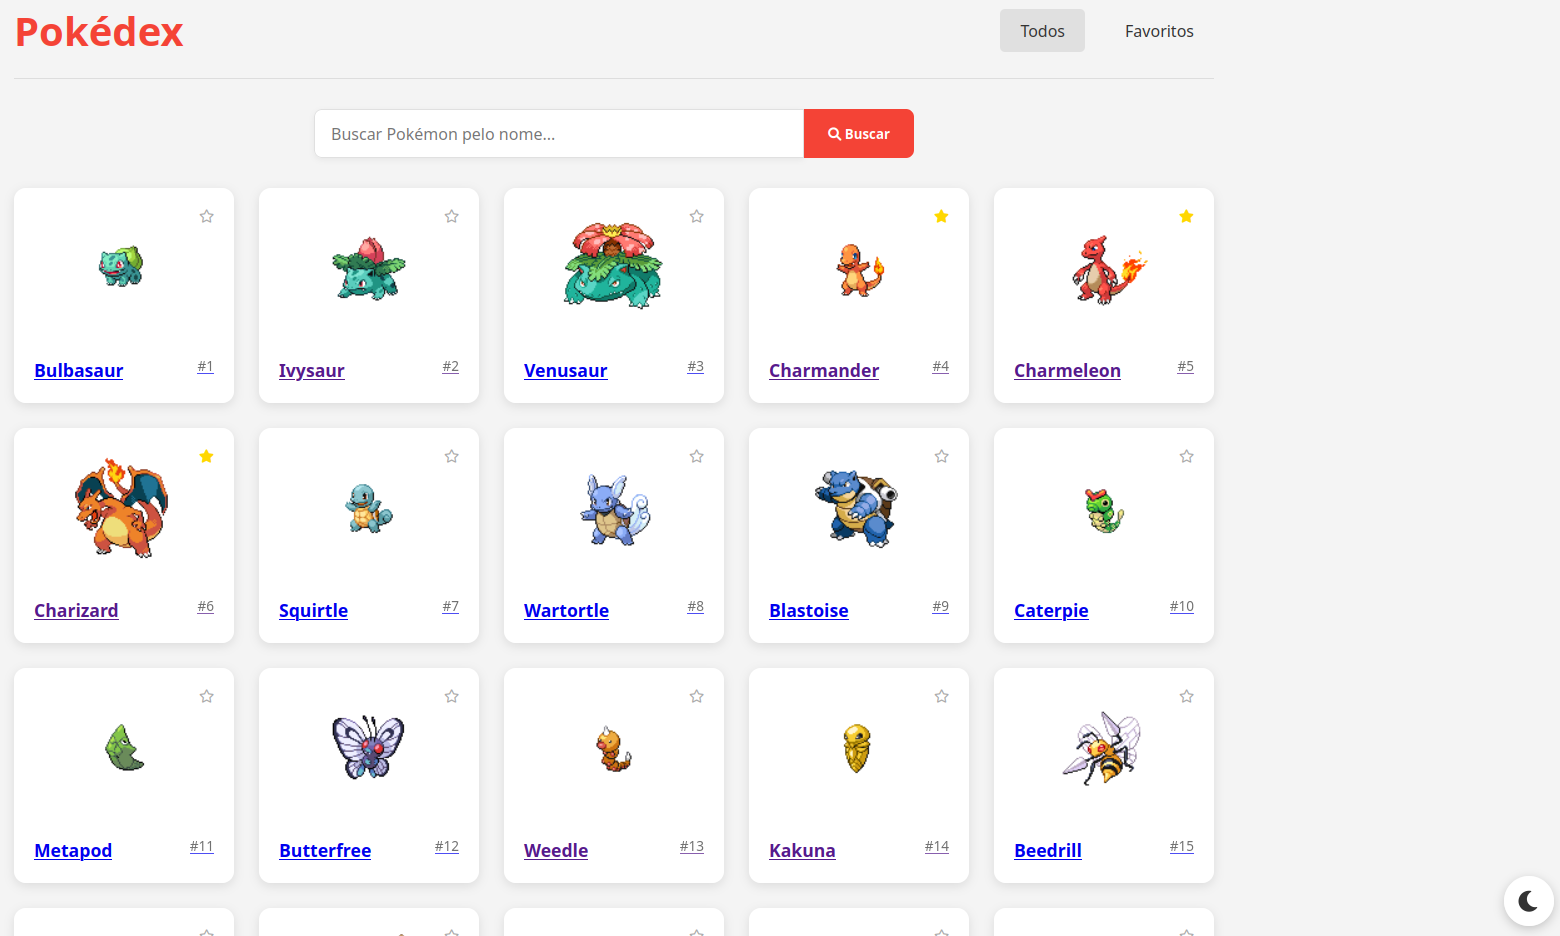 Pokédex
Todos
Favoritos
Buscar Pokémon pelo nome...
Buscar
Bulbasaur #1
Ivysaur #2
Venusaur #3
Charmander #4
Charmeleon #5
Charizard #6
Squirtle #7
Wartortle #8
Blastoise #9
Caterpie #10
Metapod #11
Butterfree #12
Weedle #13
Kakuna #14
Beedrill #15